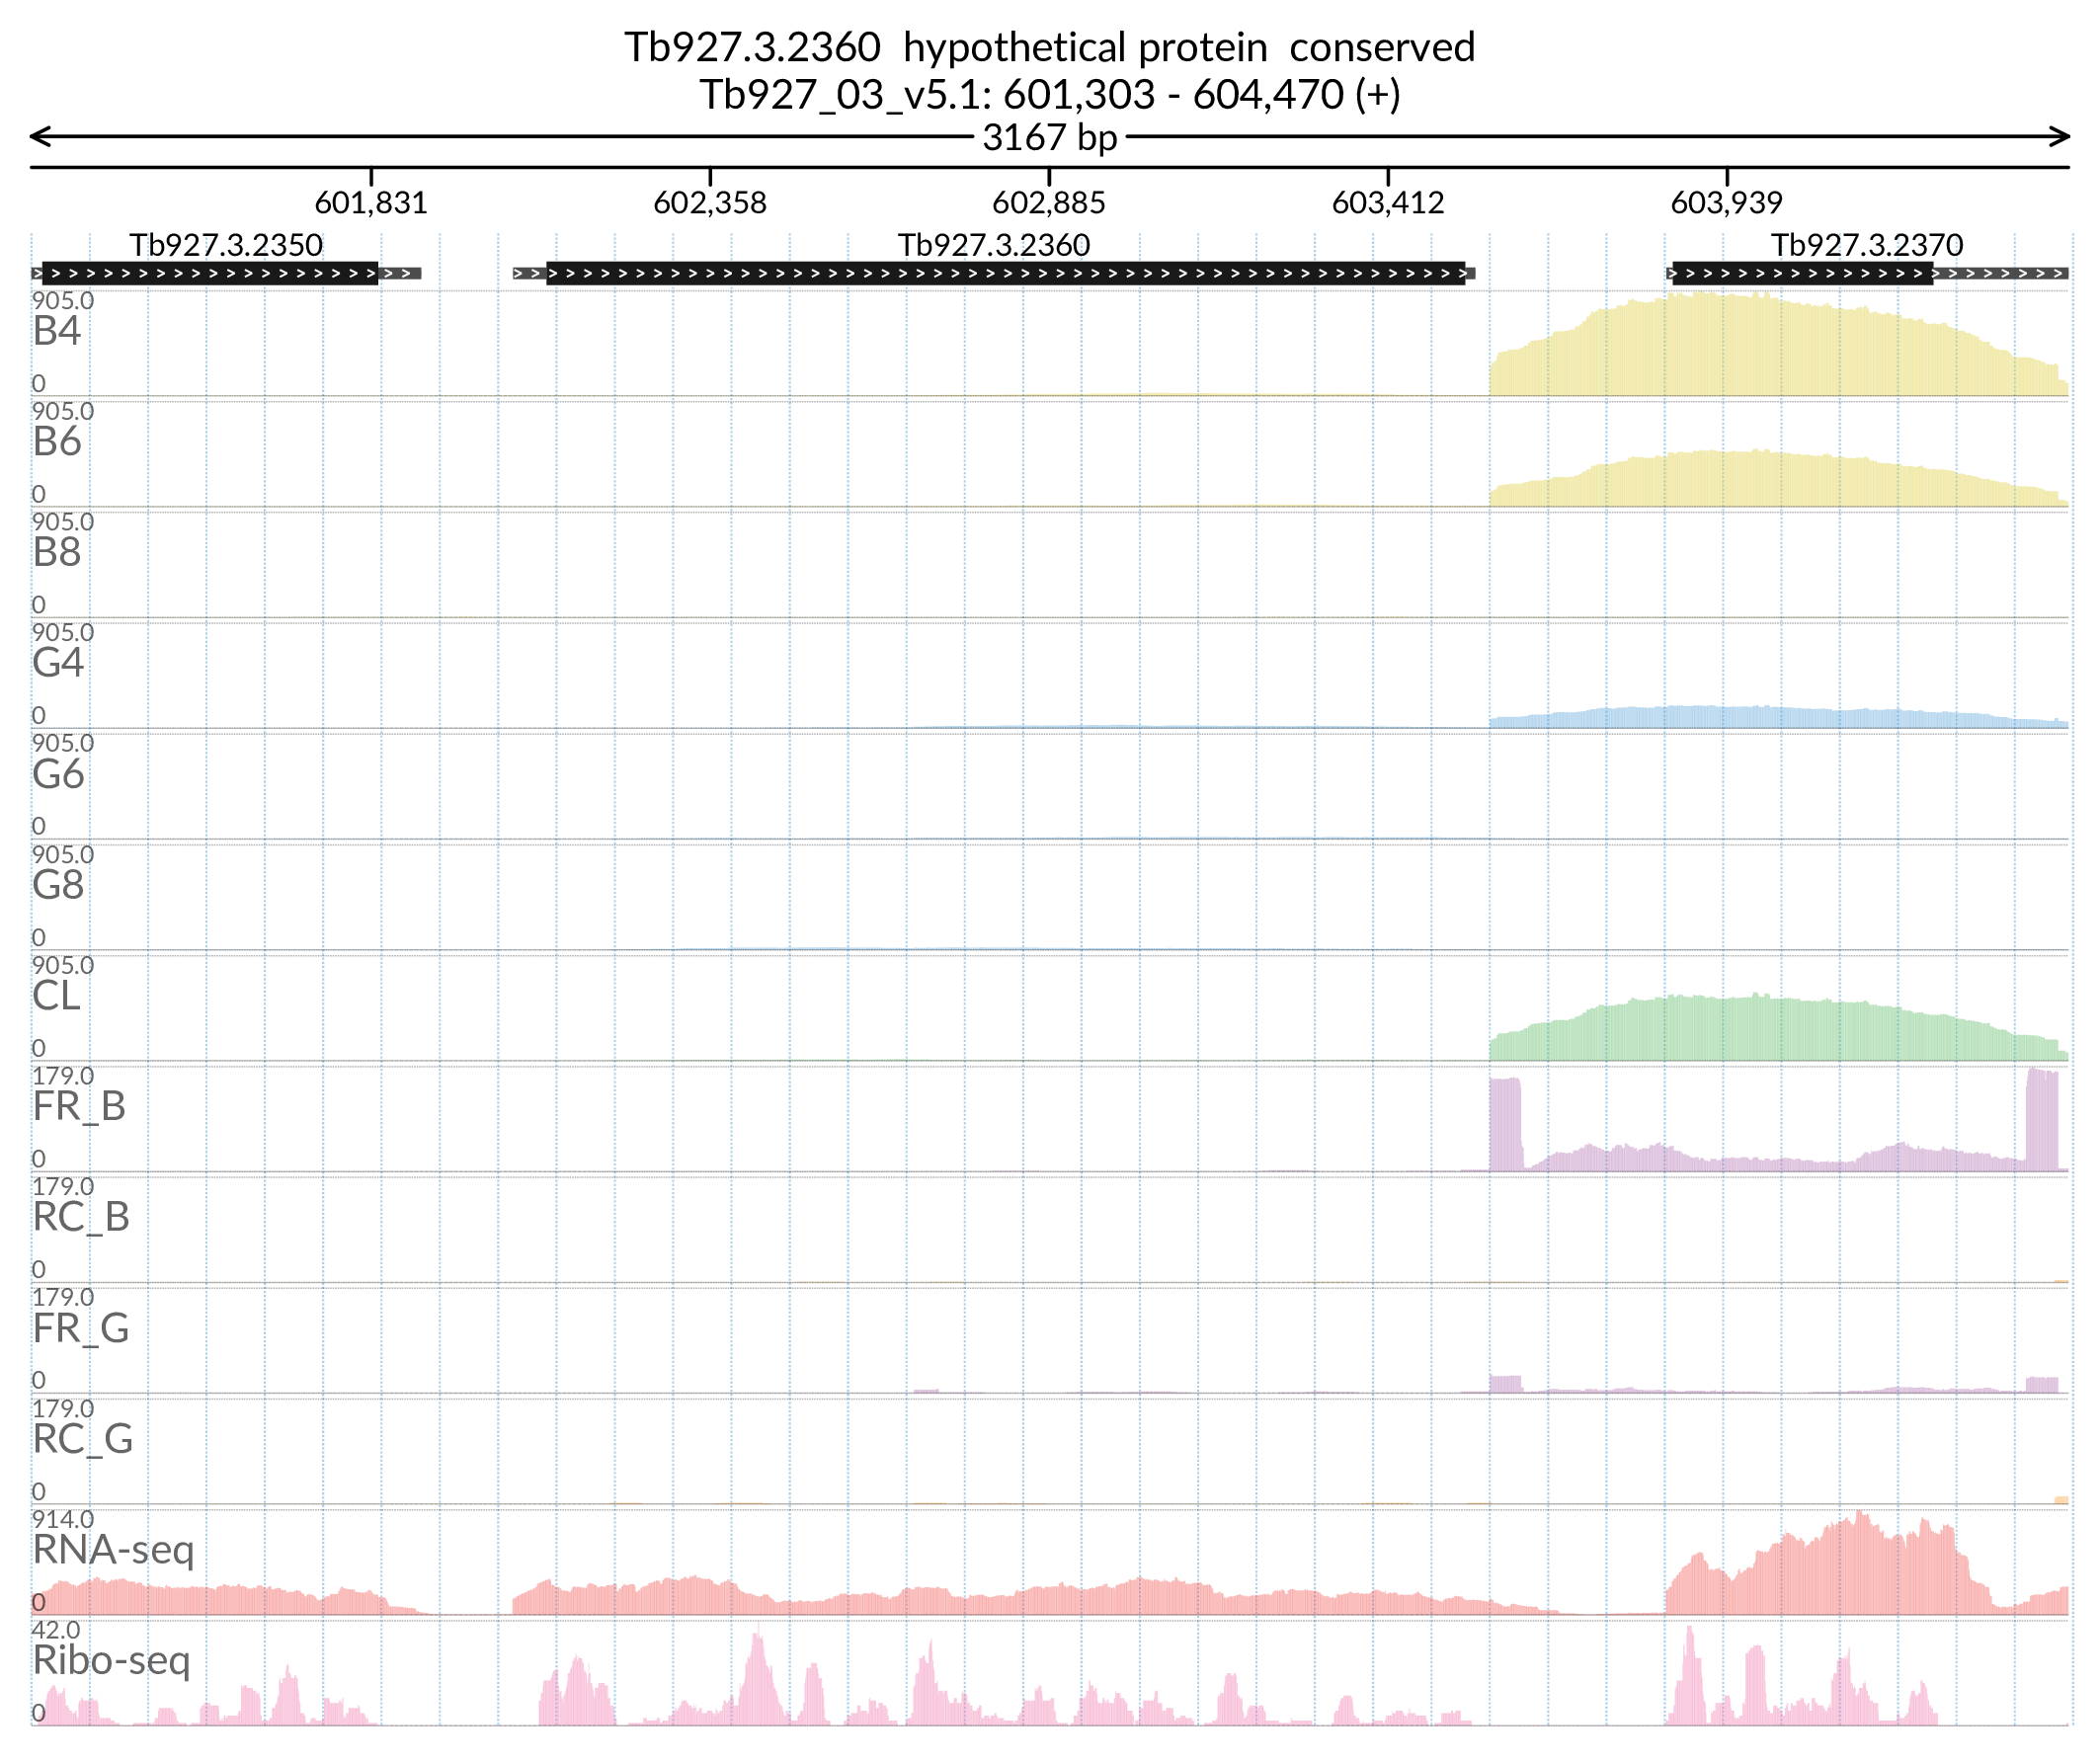 Tb927.3.2360 hypothetical protein conserved
Tb927_03_v5.1: 601,303 - 604,470 (+)
3167 bp
601,831 602,358 602,885 603,412 603,939
Tb927.3.2350 Tb927.3.2360 Tb927.3.2370
905.0
B4
0
905.0
B6
0
905.0
B8
0
905.0
G4
0
905.0
G6
0
905.0
G8
0
905.0
CL
0
179.0
FR_B
0
179.0
RC_B
0
179.0
FR_G
0
179.0
RC_G
0
914.0
RNA-seq
0
42.0
Ribo-seq
0